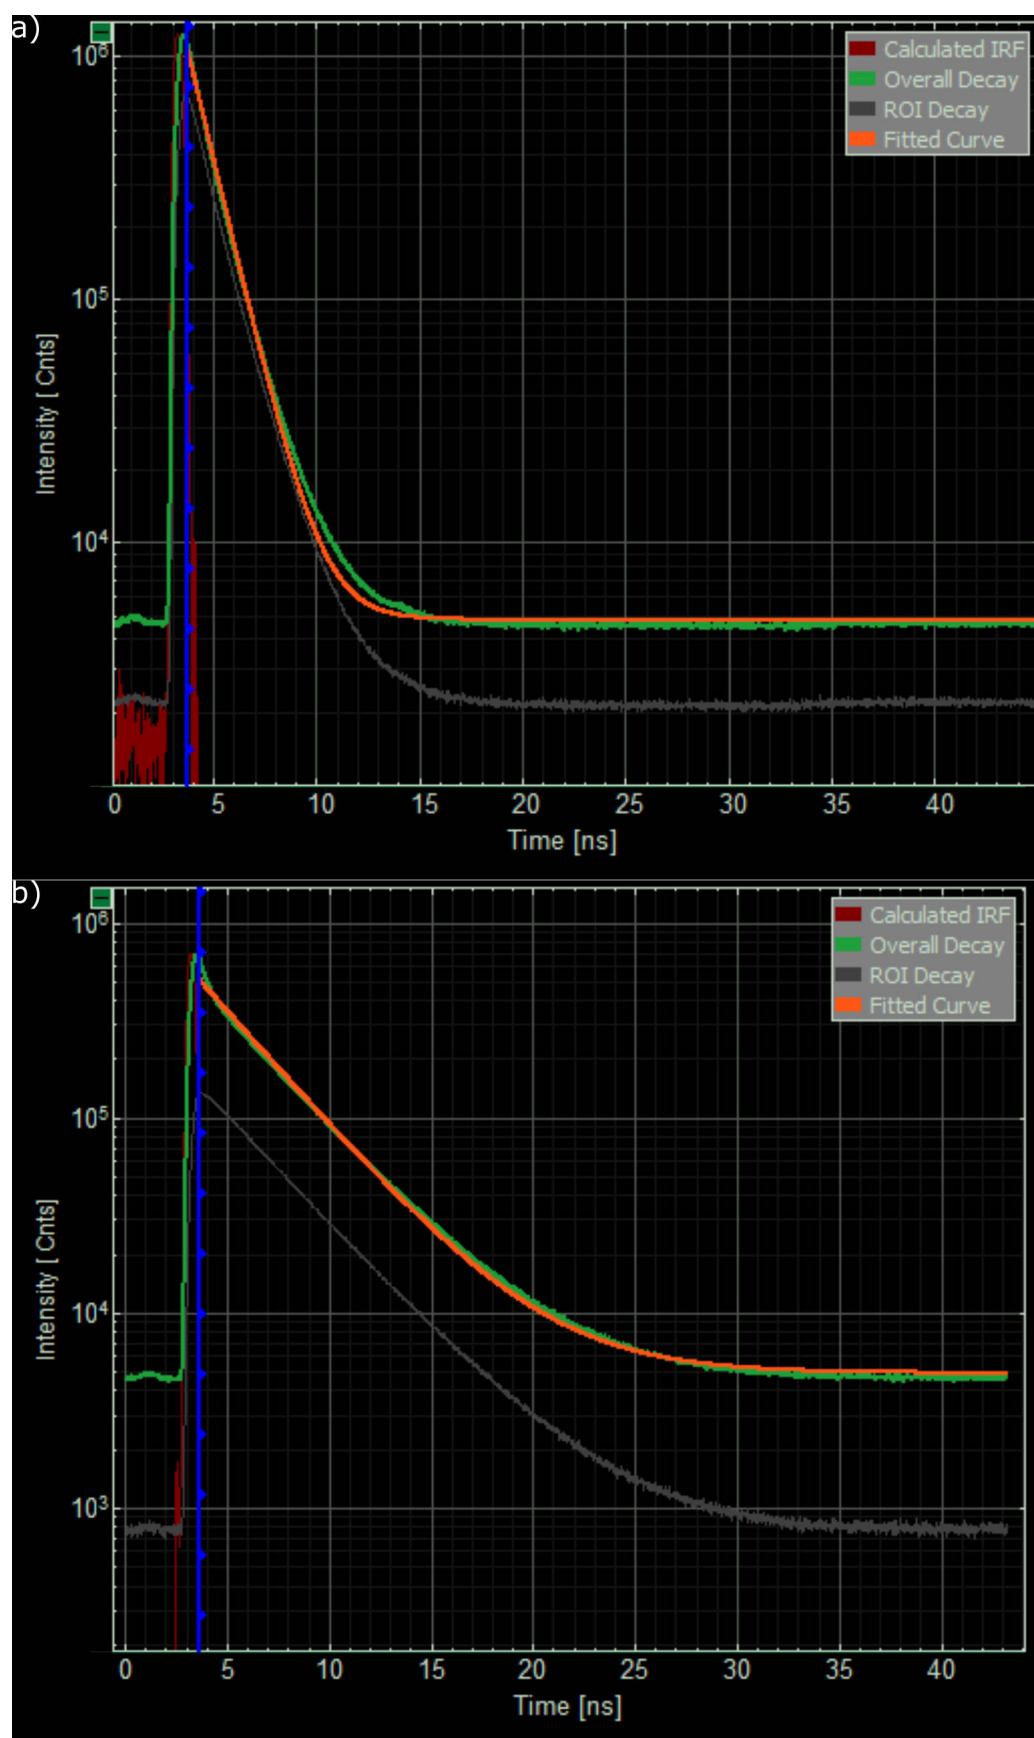 a)
Calculated IRF
Overall Decay
ROI Decay
Fitted Curve
10⁶
10⁵
10⁴
Intensity [ Cnts]
0 5 10 15 20 25 30 35 40
Time [ns]
b)
Calculated IRF
Overall Decay
ROI Decay
Fitted Curve
10⁶
10⁵
10⁴
10³
Intensity [ Cnts]
0 5 10 15 20 25 30 35 40
Time [ns]